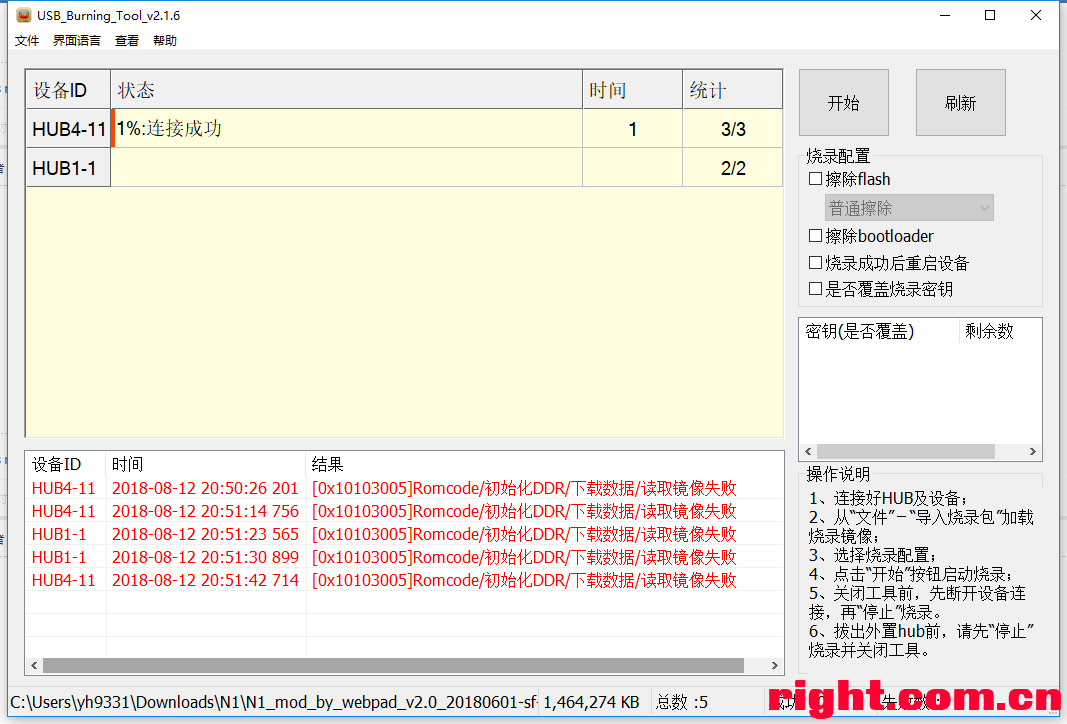 USB_Burning_Tool_v2.1.6
文件 界面语言 查看 帮助
设备ID 状态 时间 统计
HUB4-11 1%:连接成功 1 3/3
HUB1-1 2/2
开始 刷新
烧录配置
擦除flash
普通擦除
擦除bootloader
烧录成功后重启设备
是否覆盖烧录密钥
密钥(是否覆盖) 剩余数
设备ID 时间 结果
HUB4-11 2018-08-12 20:50:26 201 [0x10103005]Romcode/初始化DDR/下载数据/读取镜像失败
HUB4-11 2018-08-12 20:51:14 756 [0x10103005]Romcode/初始化DDR/下载数据/读取镜像失败
HUB1-1 2018-08-12 20:51:23 565 [0x10103005]Romcode/初始化DDR/下载数据/读取镜像失败
HUB1-1 2018-08-12 20:51:30 899 [0x10103005]Romcode/初始化DDR/下载数据/读取镜像失败
HUB4-11 2018-08-12 20:51:42 714 [0x10103005]Romcode/初始化DDR/下载数据/读取镜像失败
操作说明
1、连接好HUB及设备;
2、从“文件”–“导入烧录包”加载
烧录镜像;
3、选择烧录配置;
4、点击“开始”按钮启动烧录;
5、关闭工具前，先断开设备连
接，再“停止”烧录。
6、拔出外置hub前，请先“停止”
烧录并关闭工具。
C:\Users\yh9331\Downloads\N1\N1_mod_by_webpad_v2.0_20180601-sf- 1,464,274 KB 总数 :5
night.com.cn